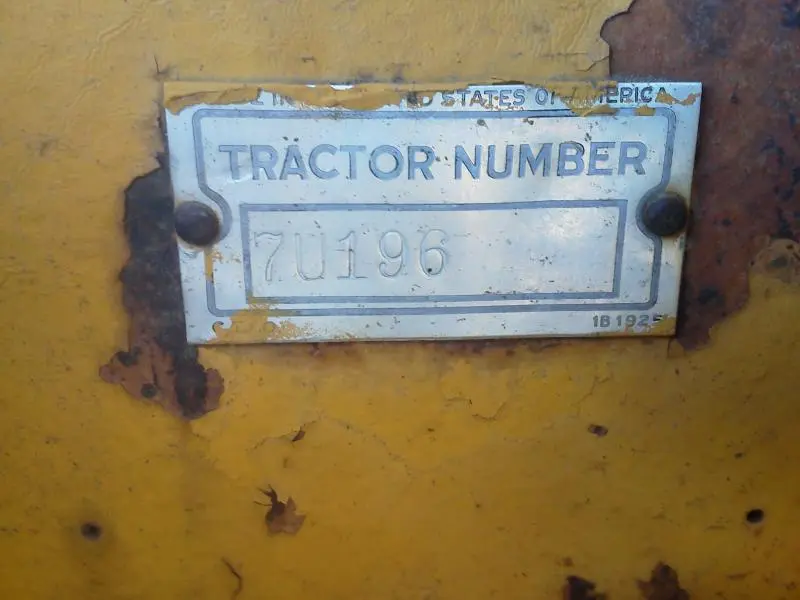 STATES OF AMERICA
TRACTOR NUMBER
7U196
1B1925